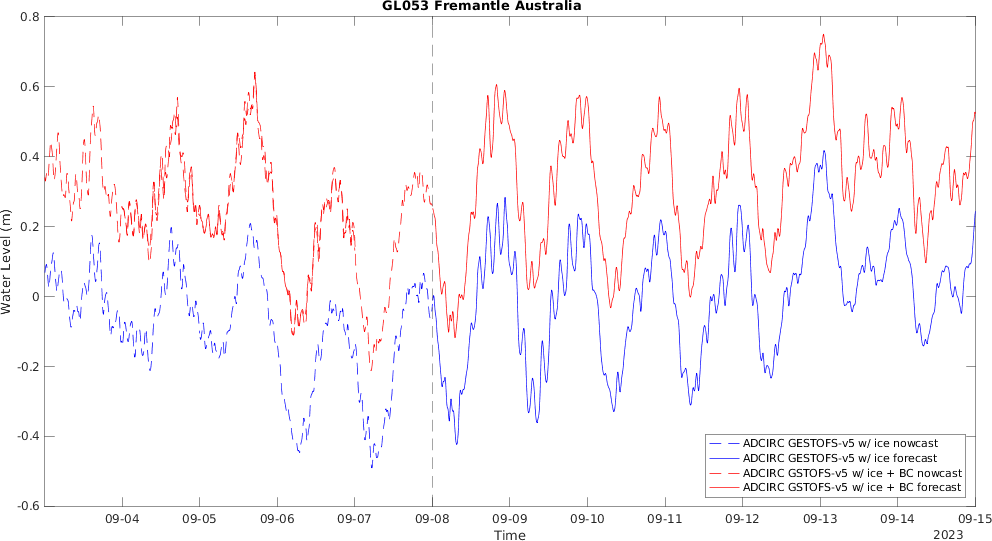 GL053 Fremantle Australia
0.8
0.6
0.4
0.2
0
-0.2
-0.4
-0.6
Water Level (m)
ADCIRC GESTOFS-v5 w/ ice nowcast
ADCIRC GESTOFS-v5 w/ ice forecast
ADCIRC GSTOFS-v5 w/ ice + BC nowcast
ADCIRC GSTOFS-v5 w/ ice + BC forecast
09-04 09-05 09-06 09-07 09-08 09-09 09-10 09-11 09-12 09-13 09-14 09-15
Time
2023